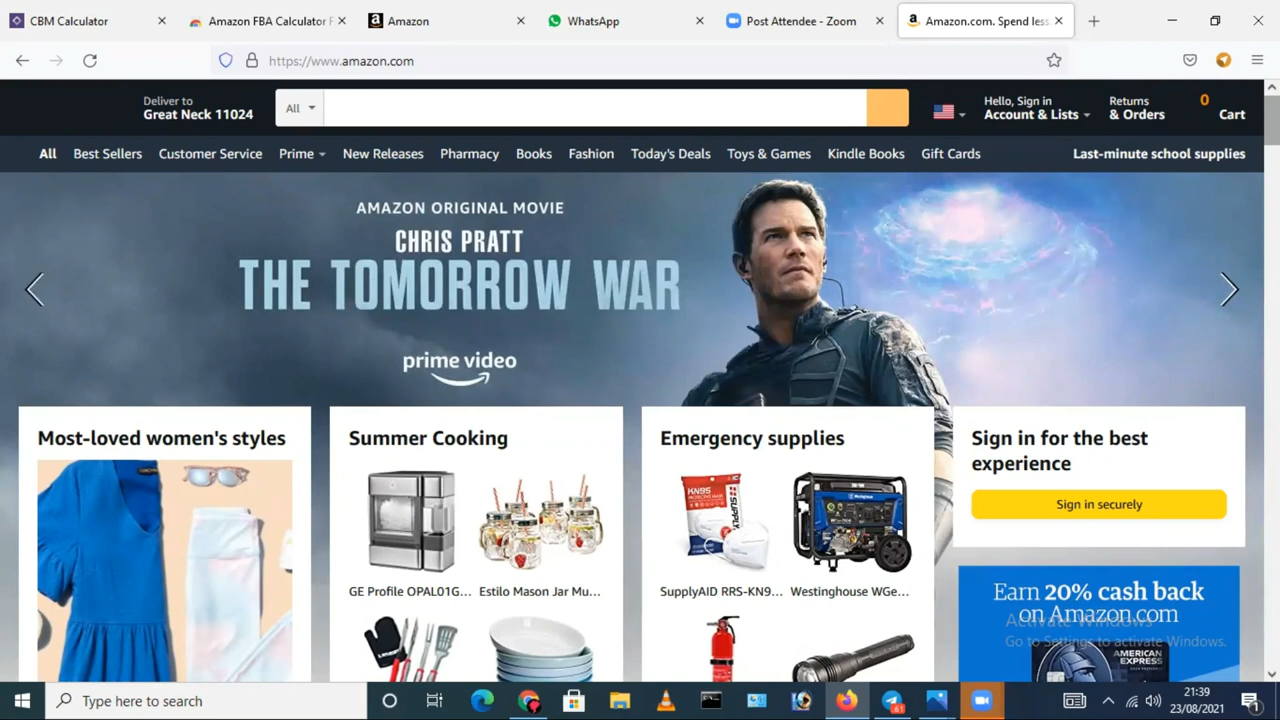 CBM Calculator
Amazon FBA Calculator F
Amazon
WhatsApp
Post Attendee - Zoom
Amazon.com. Spend less
https://www.amazon.com
Deliver to
Great Neck 11024
All
Hello, Sign in
Account & Lists
Returns
& Orders
0
Cart
All
Best Sellers
Customer Service
Prime
New Releases
Pharmacy
Books
Fashion
Today's Deals
Toys & Games
Kindle Books
Gift Cards
Last-minute school supplies
AMAZON ORIGINAL MOVIE
CHRIS PRATT
THE TOMORROW WAR
prime video
Most-loved women's styles
Summer Cooking
GE Profile OPAL01G...
Estilo Mason Jar Mu...
Emergency supplies
KN95
SUPPLY
Westinghouse
SupplyAID RRS-KN9...
Westinghouse WGe...
Sign in for the best
experience
Sign in securely
Earn 20% cash back
on Amazon.com
AMERICAN
EXPRESS
Activate Windows
Go to Settings to activate Windows.
Type here to search
61
21:39
23/08/2021
1